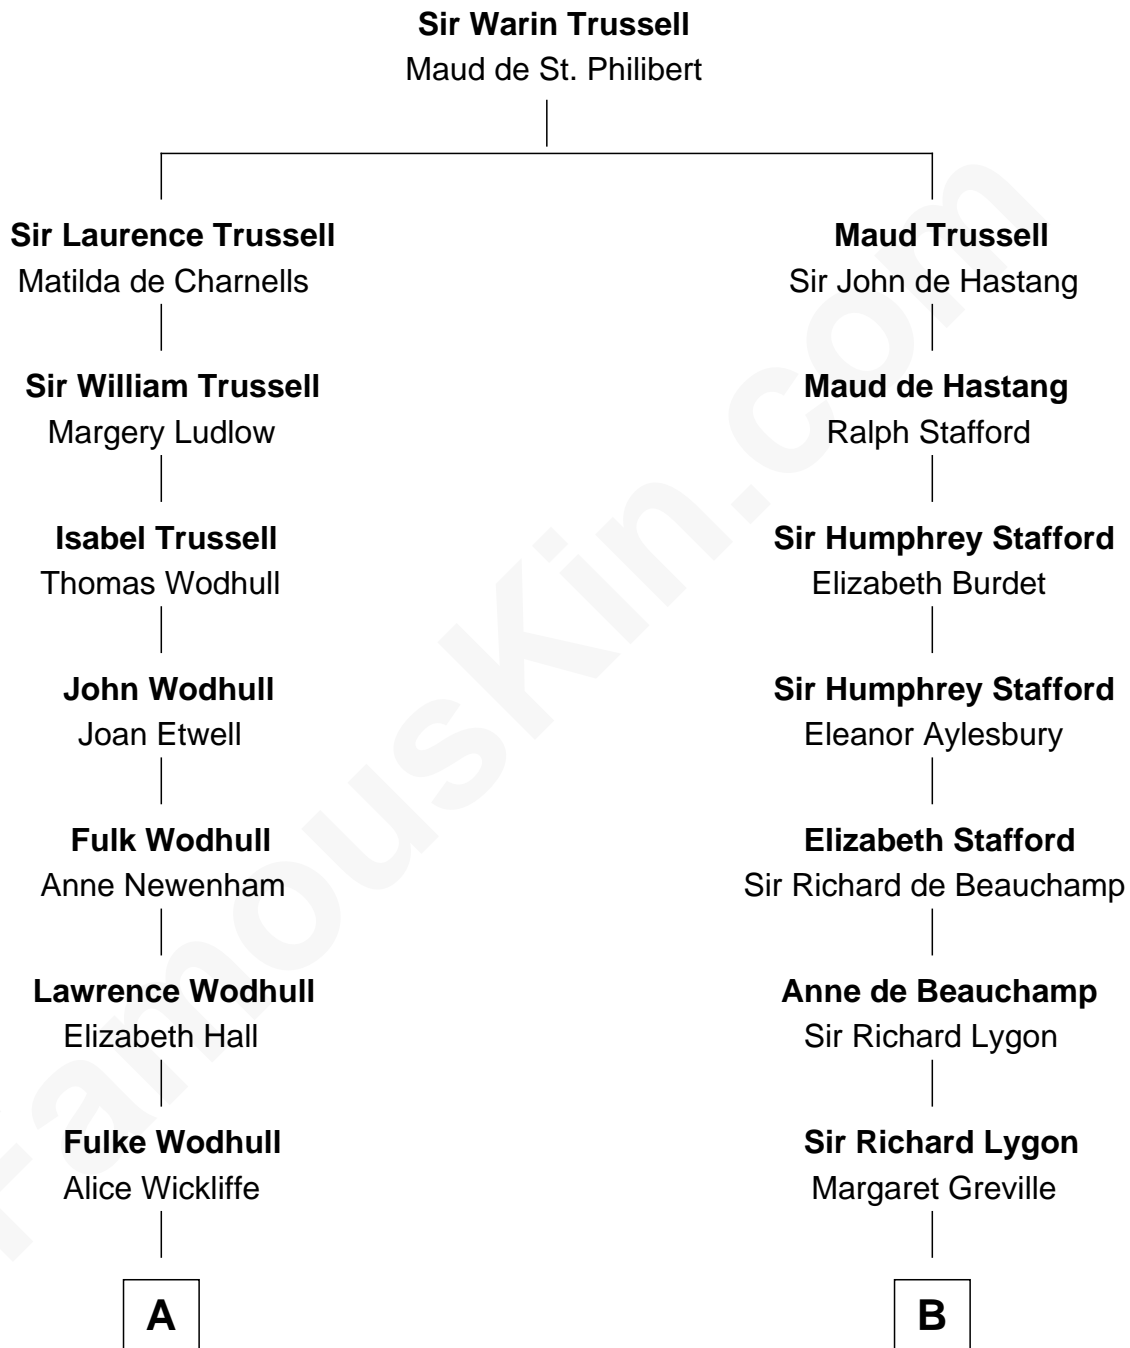 Sir Warin Trussell
Maud de St. Philibert
Sir Laurence Trussell
Matilda de Charnells
Maud Trussell
Sir John de Hastang
Sir William Trussell
Margery Ludlow
Maud de Hastang
Ralph Stafford
Isabel Trussell
Thomas Wodhull
Sir Humphrey Stafford
Elizabeth Burdet
John Wodhull
Joan Etwell
Sir Humphrey Stafford
Eleanor Aylesbury
Fulk Wodhull
Anne Newenham
Elizabeth Stafford
Sir Richard de Beauchamp
Lawrence Wodhull
Elizabeth Hall
Anne de Beauchamp
Sir Richard Lygon
Fulke Wodhull
Alice Wickliffe
Sir Richard Lygon
Margaret Greville
A
B
FamousKin.com